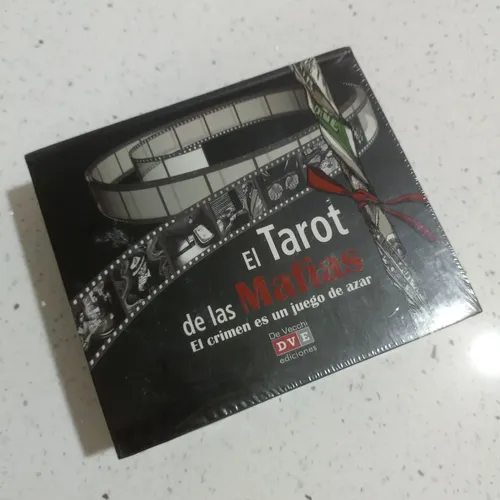 El Tarot
de las Mafias
El crimen es un juego de azar
De Vecchi
DVE
ediciones